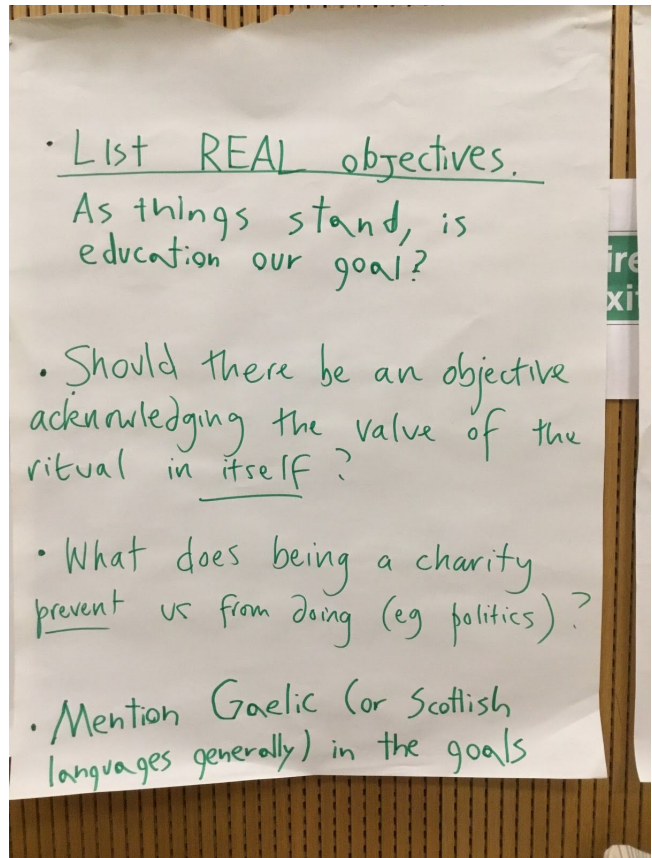 · LIst REAL objectives.
As things stand, is
education our goal?
· Should there be an objective
acknowledging the value of the
ritual in itself?
· What does being a charity
prevent us from doing (eg politics)?
· Mention Gaelic (or Scottish
languages generally) in the goals
ire
xi